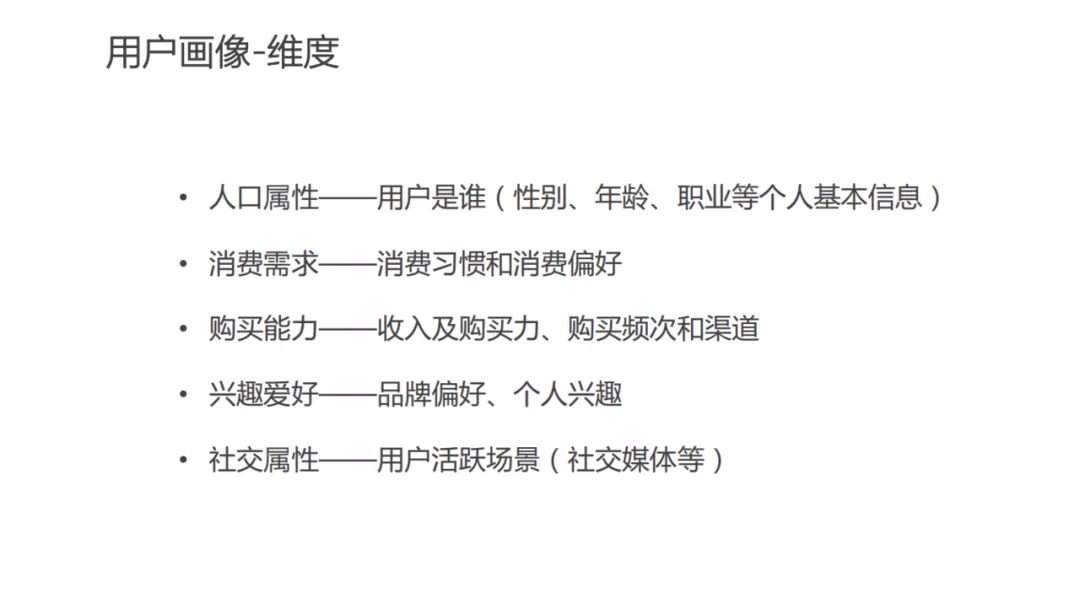 用户画像-维度
• 人口属性——用户是谁（性别、年龄、职业等个人基本信息）
• 消费需求——消费习惯和消费偏好
• 购买能力——收入及购买力、购买频次和渠道
• 兴趣爱好——品牌偏好、个人兴趣
• 社交属性——用户活跃场景（社交媒体等）